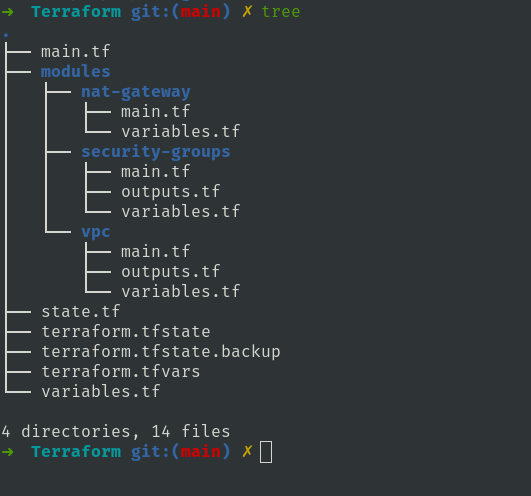 ➜  Terraform git:(main) ✗ tree
.
├── main.tf
├── modules
│   ├── nat-gateway
│   │   ├── main.tf
│   │   └── variables.tf
│   ├── security-groups
│   │   ├── main.tf
│   │   ├── outputs.tf
│   │   └── variables.tf
│   └── vpc
│       ├── main.tf
│       ├── outputs.tf
│       └── variables.tf
├── state.tf
├── terraform.tfstate
├── terraform.tfstate.backup
├── terraform.tfvars
└── variables.tf
4 directories, 14 files
➜  Terraform git:(main) ✗